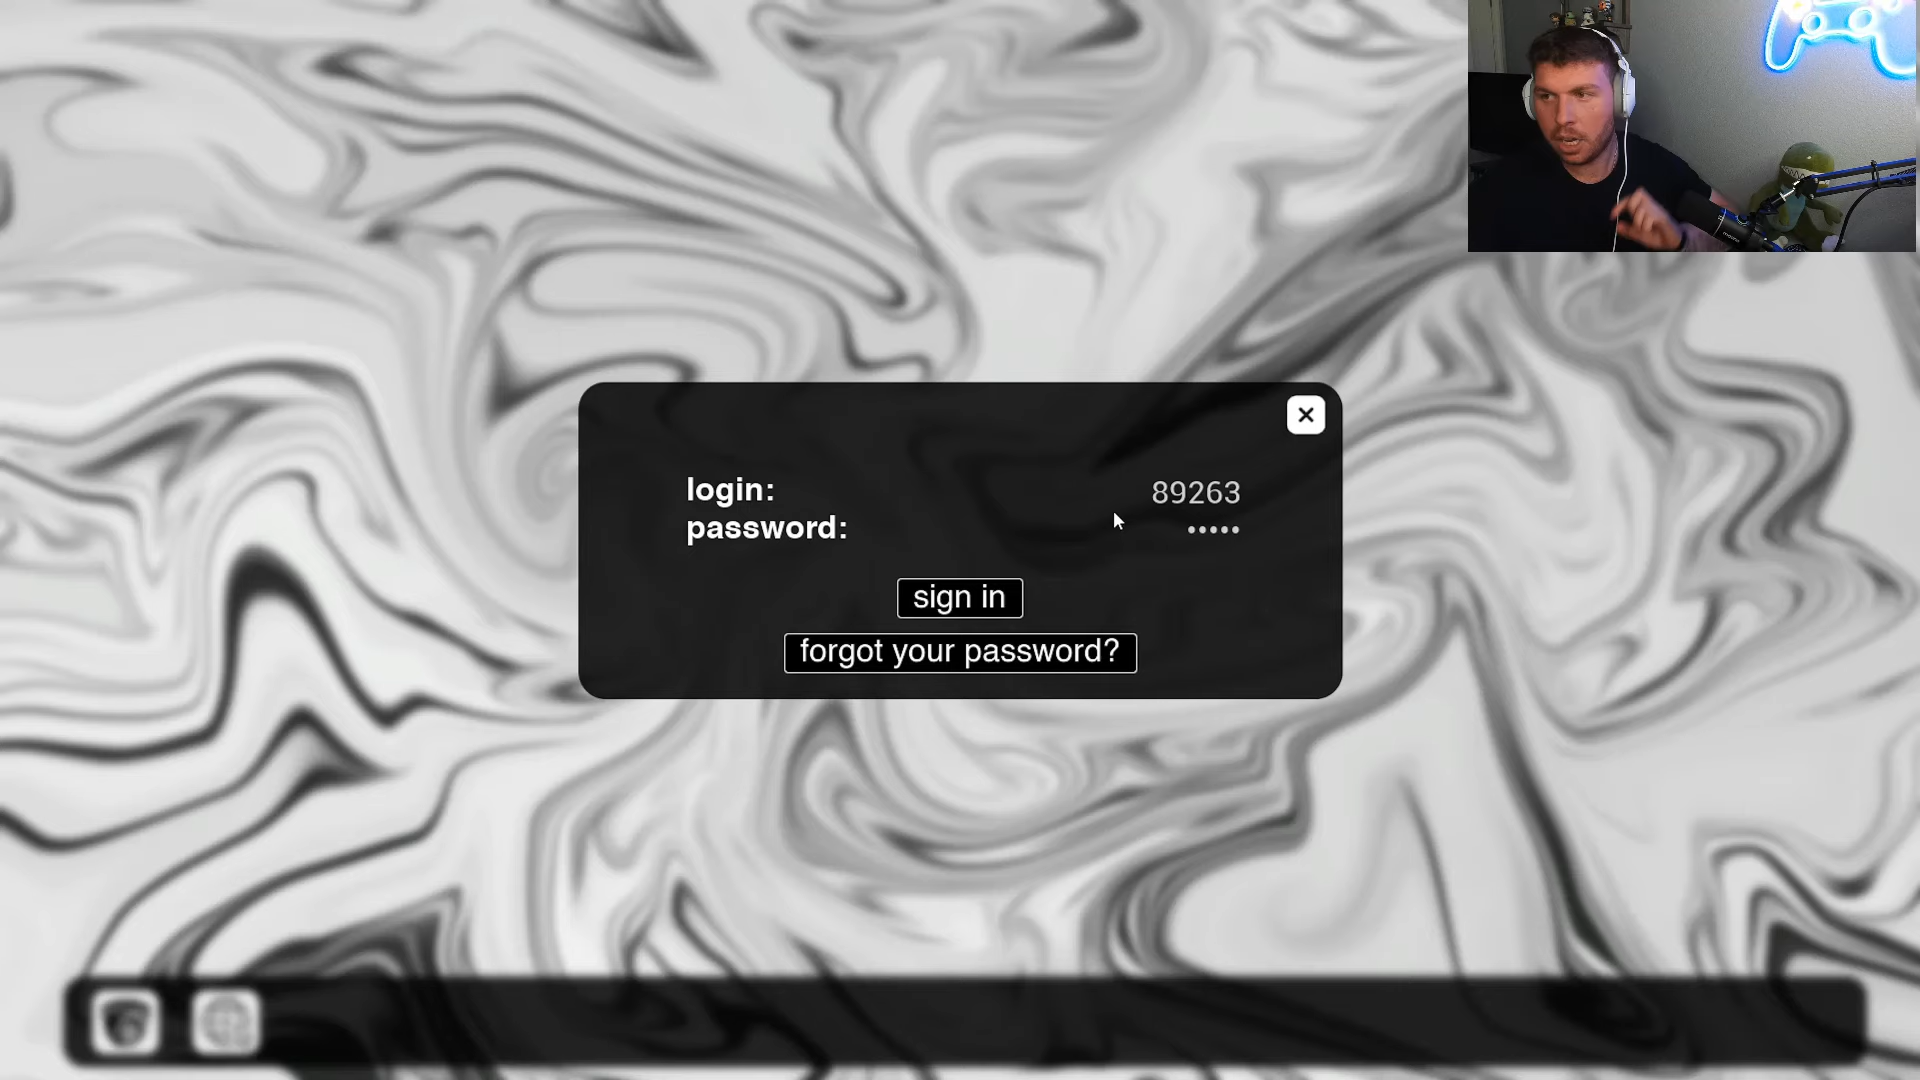 login: 89263
password: •••••
sign in
forgot your password?